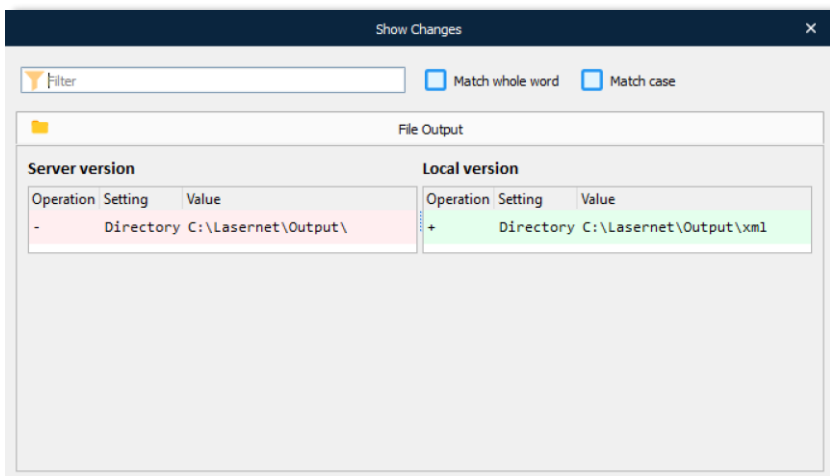 Show Changes
Filter
Match whole word
Match case
File Output
Server version
Local version
Operation Setting Value
Operation Setting Value
- Directory C:\Lasernet\Output\
+ Directory C:\Lasernet\Output\xml